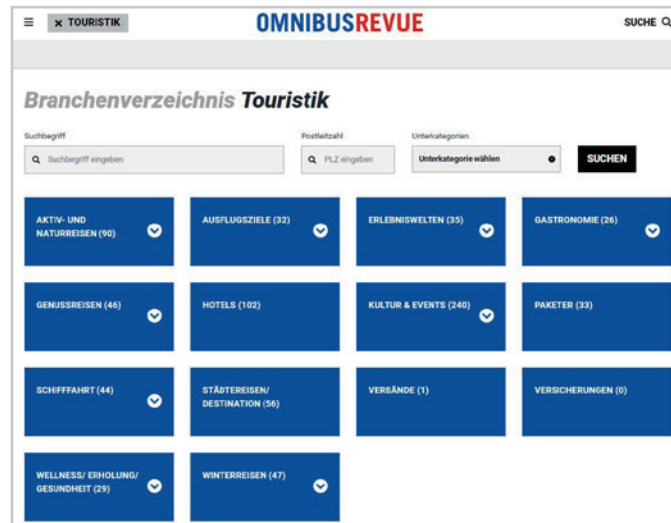 ☰ × TOURISTIK OMNIBUSREVUE SUCHE
Branchenverzeichnis Touristik
Suchbegriff Postleitzahl Unterkategorien
Suchbegriff eingeben PLZ eingeben Unterkategorie wählen SUCHEN
AKTIV- UND
NATURREISEN (90)
AUSFLUGSZIELE (32)
ERLEBNISWELTEN (35)
GASTRONOMIE (26)
GENUSSREISEN (46)
HOTELS (102)
KULTUR & EVENTS (240)
PAKETER (33)
SCHIFFFAHRT (44)
STÄDTEREISEN/
DESTINATION (56)
VERBÄNDE (1)
VERSICHERUNGEN (0)
WELLNESS/ ERHOLUNG/
GESUNDHEIT (29)
WINTERREISEN (47)